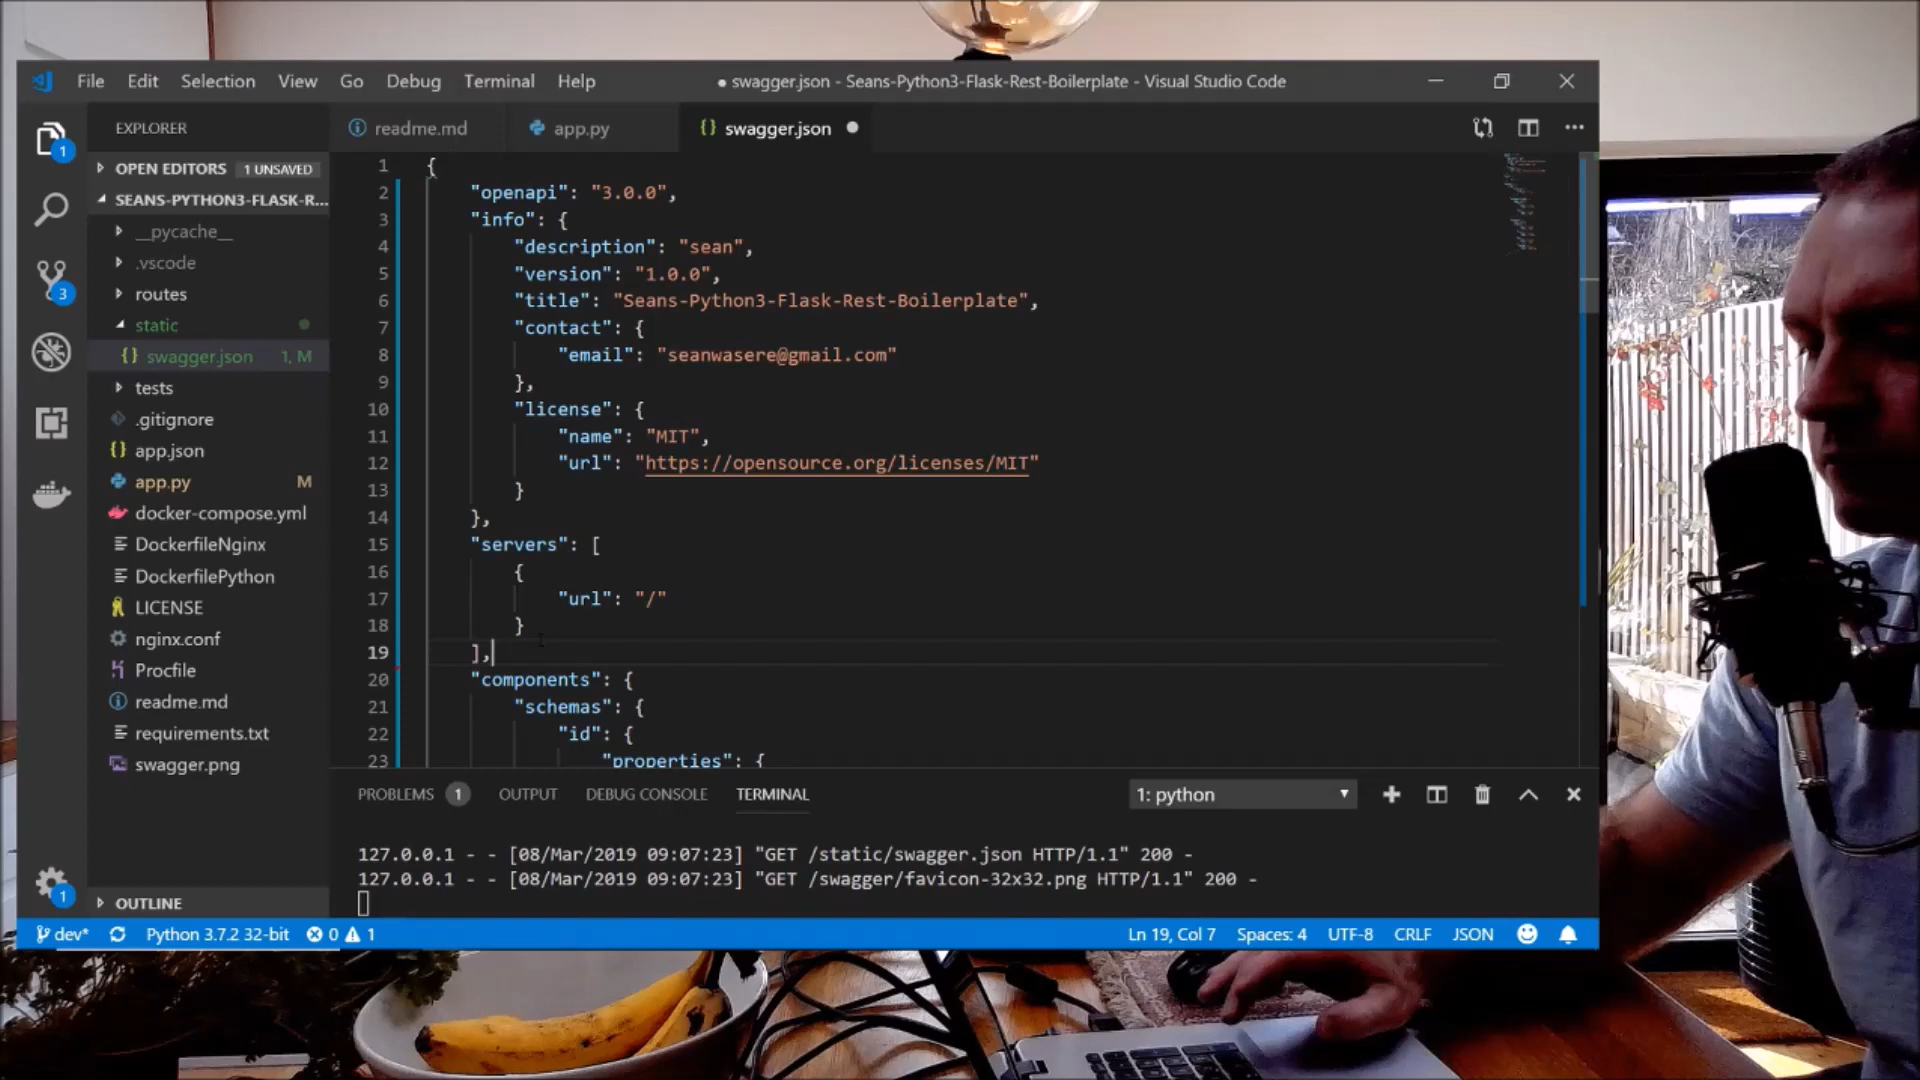 File Edit Selection View Go Debug Terminal Help
● swagger.json - Seans-Python3-Flask-Rest-Boilerplate - Visual Studio Code
EXPLORER
readme.md
app.py
{} swagger.json ●
OPEN EDITORS 1 UNSAVED
SEANS-PYTHON3-FLASK-R...
__pycache__
.vscode
routes
static
{} swagger.json 1, M
tests
.gitignore
{} app.json
app.py M
docker-compose.yml
DockerfileNginx
DockerfilePython
LICENSE
nginx.conf
Procfile
readme.md
requirements.txt
swagger.png
OUTLINE
1
3
1
1 {
2 "openapi": "3.0.0",
3 "info": {
4 "description": "sean",
5 "version": "1.0.0",
6 "title": "Seans-Python3-Flask-Rest-Boilerplate",
7 "contact": {
8 "email": "seanwasere@gmail.com"
9 },
10 "license": {
11 "name": "MIT",
12 "url": "https://opensource.org/licenses/MIT"
13 }
14 },
15 "servers": [
16 {
17 "url": "/"
18 }
19 ],
20 "components": {
21 "schemas": {
22 "id": {
23 "properties": {
PROBLEMS 1 OUTPUT DEBUG CONSOLE TERMINAL 1: python
127.0.0.1 - - [08/Mar/2019 09:07:23] "GET /static/swagger.json HTTP/1.1" 200 -
127.0.0.1 - - [08/Mar/2019 09:07:23] "GET /swagger/favicon-32x32.png HTTP/1.1" 200 -
dev* Python 3.7.2 32-bit 0 1 Ln 19, Col 7 Spaces: 4 UTF-8 CRLF JSON